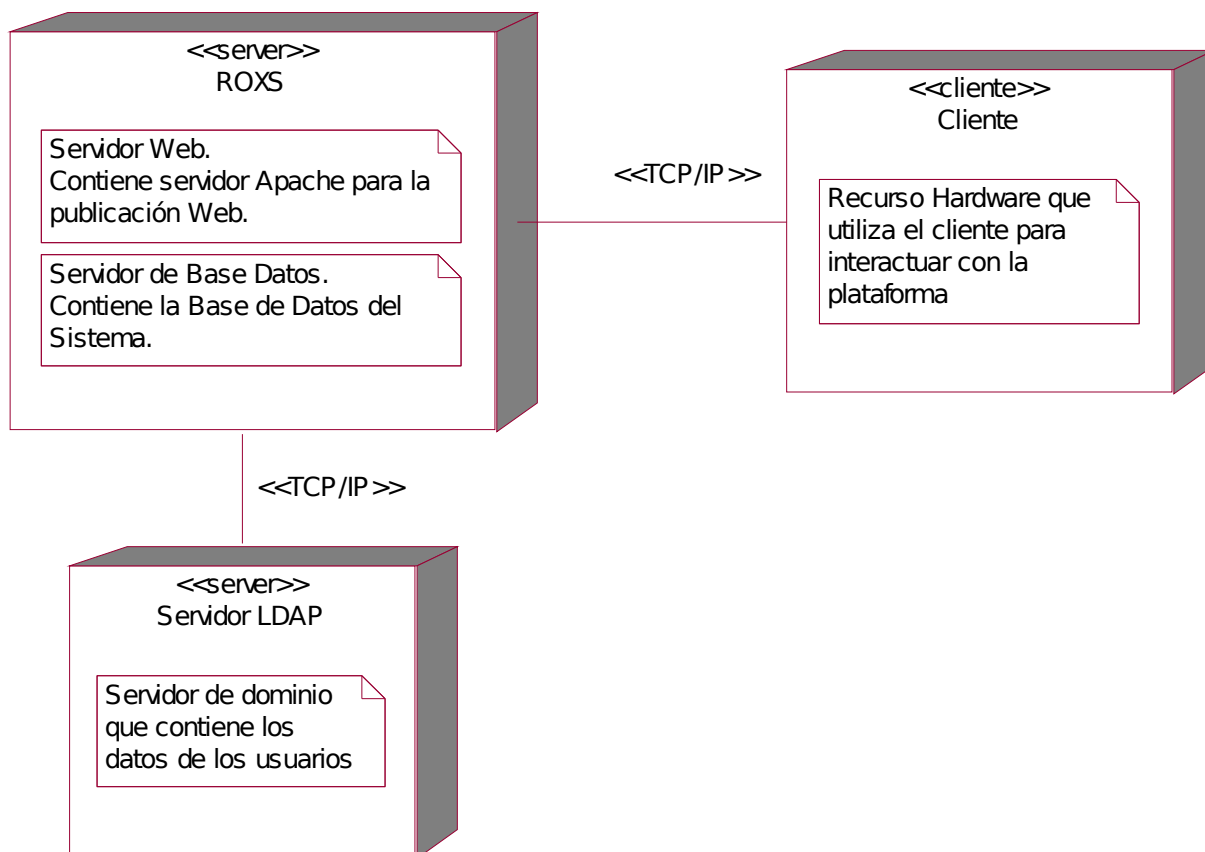 <<server>>
ROXS
Servidor Web.
Contiene servidor Apache para la
publicación Web.
Servidor de Base Datos.
Contiene la Base de Datos del
Sistema.
<<TCP/IP>>
<<cliente>>
Cliente
Recurso Hardware que
utiliza el cliente para
interactuar con la
plataforma
<<TCP/IP>>
<<server>>
Servidor LDAP
Servidor de dominio
que contiene los
datos de los usuarios